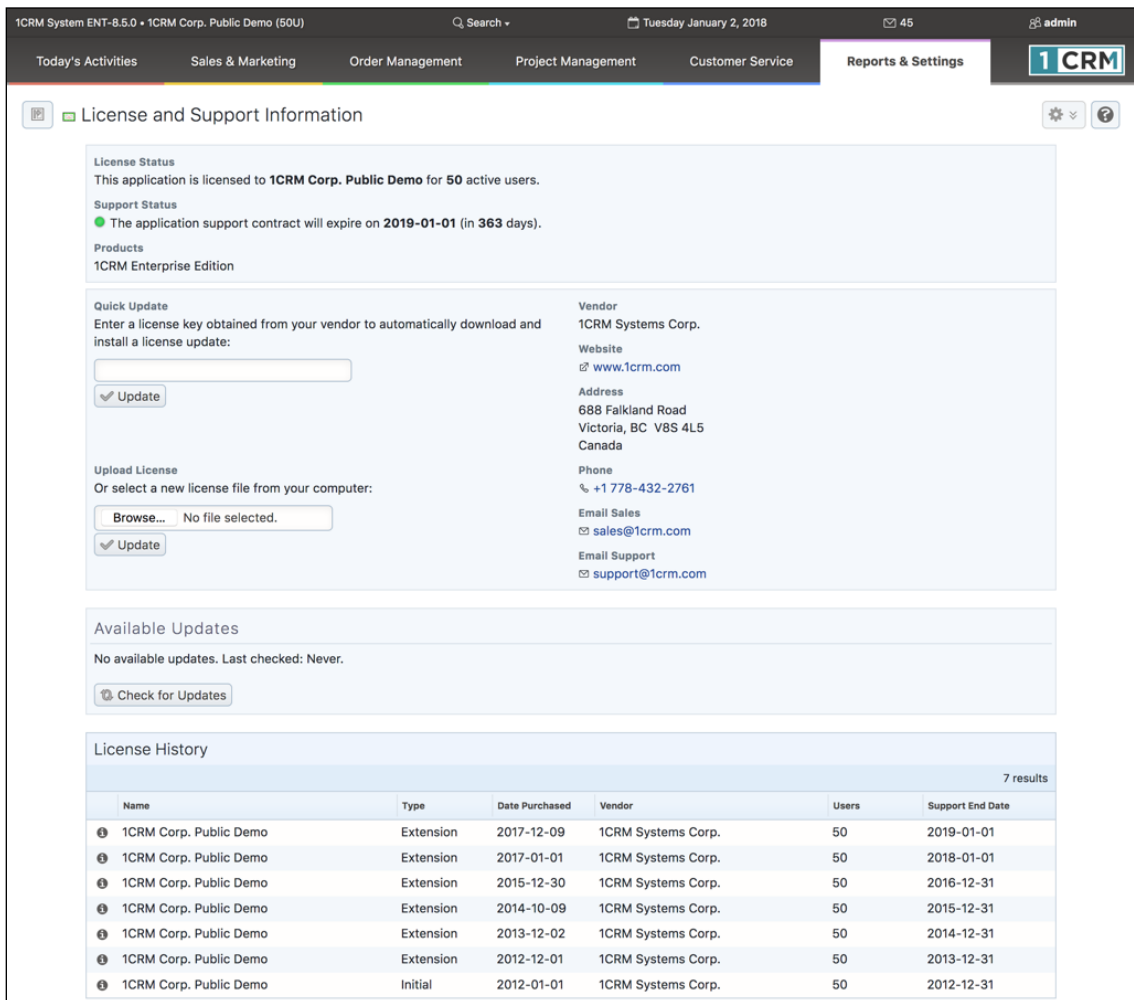 1CRM System ENT-8.5.0 • 1CRM Corp. Public Demo (50U) Search Tuesday January 2, 2018 45 admin
Today's Activities Sales & Marketing Order Management Project Management Customer Service Reports & Settings 1 CRM
License and Support Information
License Status
This application is licensed to 1CRM Corp. Public Demo for 50 active users.
Support Status
The application support contract will expire on 2019-01-01 (in 363 days).
Products
1CRM Enterprise Edition
Quick Update
Enter a license key obtained from your vendor to automatically download and
install a license update:
Update
Upload License
Or select a new license file from your computer:
Browse... No file selected.
Update
Vendor
1CRM Systems Corp.
Website
www.1crm.com
Address
688 Falkland Road
Victoria, BC V8S 4L5
Canada
Phone
+1 778-432-2761
Email Sales
sales@1crm.com
Email Support
support@1crm.com
Available Updates
No available updates. Last checked: Never.
Check for Updates
License History
7 results
Name Type Date Purchased Vendor Users Support End Date
1CRM Corp. Public Demo Extension 2017-12-09 1CRM Systems Corp. 50 2019-01-01
1CRM Corp. Public Demo Extension 2017-01-01 1CRM Systems Corp. 50 2018-01-01
1CRM Corp. Public Demo Extension 2015-12-30 1CRM Systems Corp. 50 2016-12-31
1CRM Corp. Public Demo Extension 2014-10-09 1CRM Systems Corp. 50 2015-12-31
1CRM Corp. Public Demo Extension 2013-12-02 1CRM Systems Corp. 50 2014-12-31
1CRM Corp. Public Demo Extension 2012-12-01 1CRM Systems Corp. 50 2013-12-31
1CRM Corp. Public Demo Initial 2012-01-01 1CRM Systems Corp. 50 2012-12-31